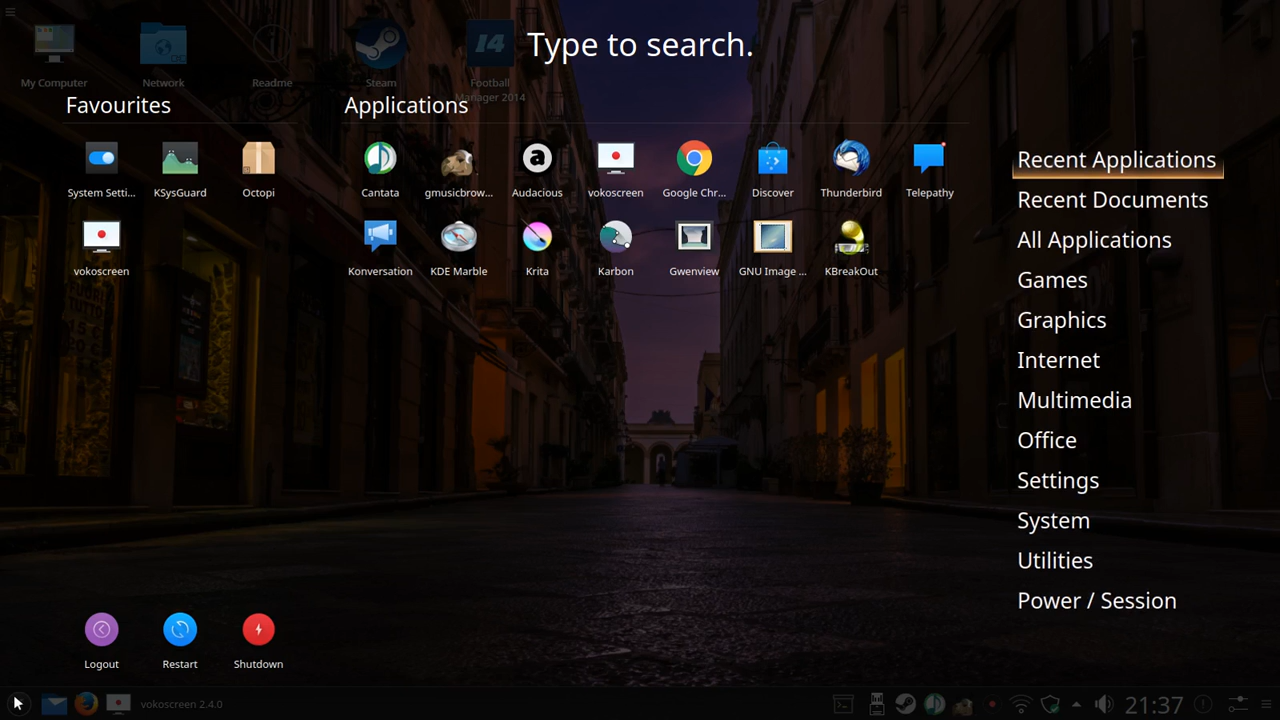 Type to search.
My Computer
Network
Readme
Steam
Football
Manager 2014
Favourites
Applications
System Setti...
KSysGuard
Octopi
vokoscreen
Cantata
gmusicbrow...
Audacious
vokoscreen
Google Chr...
Discover
Thunderbird
Telepathy
Konversation
KDE Marble
Krita
Karbon
Gwenview
GNU Image ...
KBreakOut
Recent Applications
Recent Documents
All Applications
Games
Graphics
Internet
Multimedia
Office
Settings
System
Utilities
Power / Session
Logout
Restart
Shutdown
vokoscreen 2.4.0
21:37